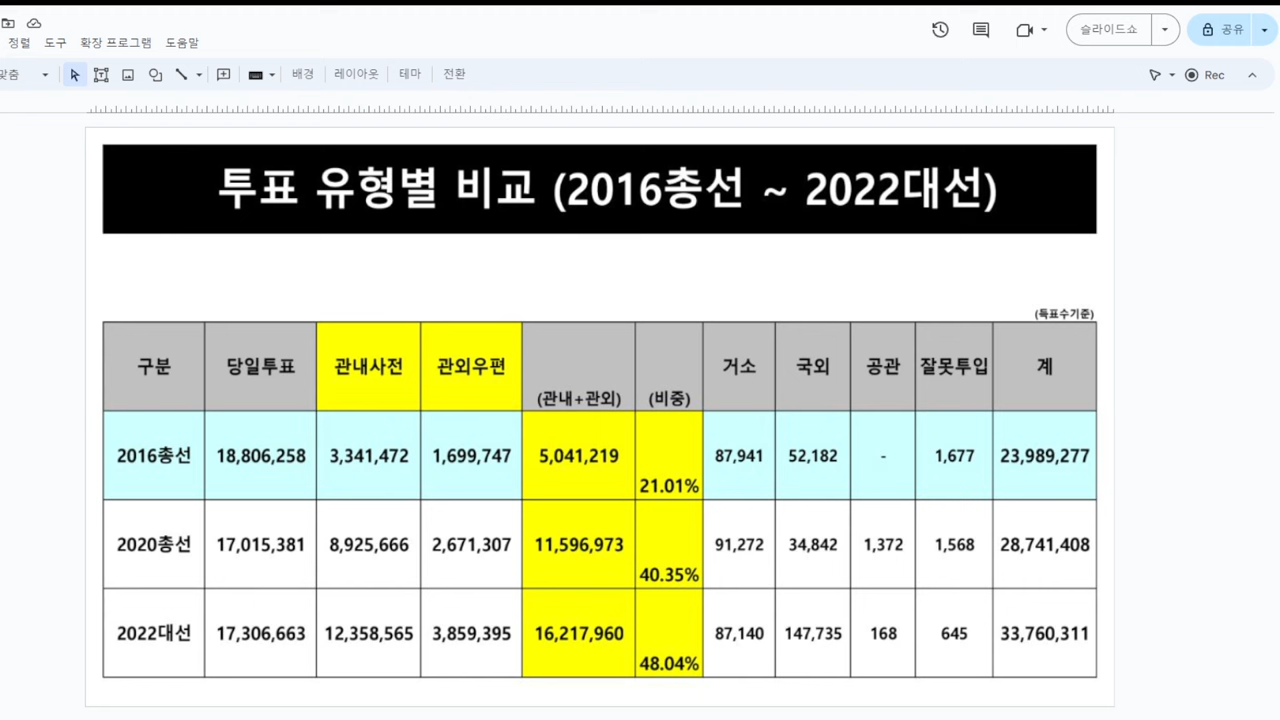 정렬 도구 확장 프로그램 도움말
슬라이드쇼
공유
맞춤
배경 레이아웃 테마 전환
Rec
투표 유형별 비교 (2016총선 ~ 2022대선)
(득표수기준)
구분 당일투표 관내사전 관외우편 (관내+관외) (비중) 거소 국외 공관 잘못투입 계
2016총선 18,806,258 3,341,472 1,699,747 5,041,219 21.01% 87,941 52,182 - 1,677 23,989,277
2020총선 17,015,381 8,925,666 2,671,307 11,596,973 40.35% 91,272 34,842 1,372 1,568 28,741,408
2022대선 17,306,663 12,358,565 3,859,395 16,217,960 48.04% 87,140 147,735 168 645 33,760,311